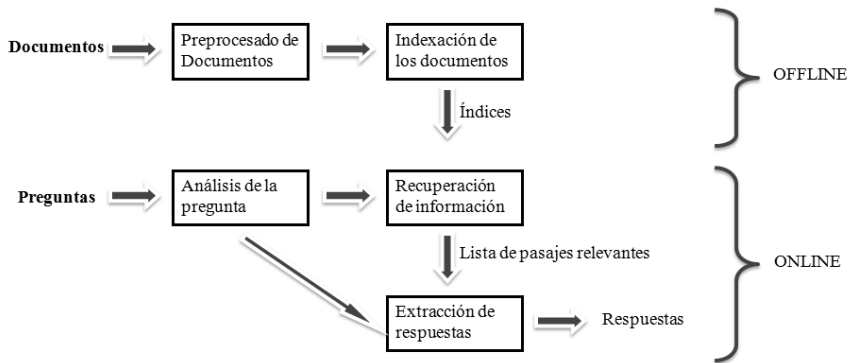 Documentos
Preprocesado de
Documentos
Indexación de
los documentos
OFFLINE
Índices
Preguntas
Análisis de la
pregunta
Recuperación
de información
Lista de pasajes relevantes
ONLINE
Extracción de
respuestas
Respuestas